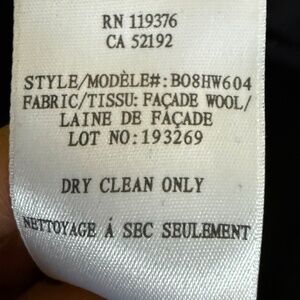 RN 119376
CA 52192
STYLE/MODÈLE#: BO8HW604
FABRIC/TISSU: FAÇADE WOOL/
LAINE DE FAÇADE
LOT NO: 193269
DRY CLEAN ONLY
NETTOYAGE Á SEC SEULEMENT